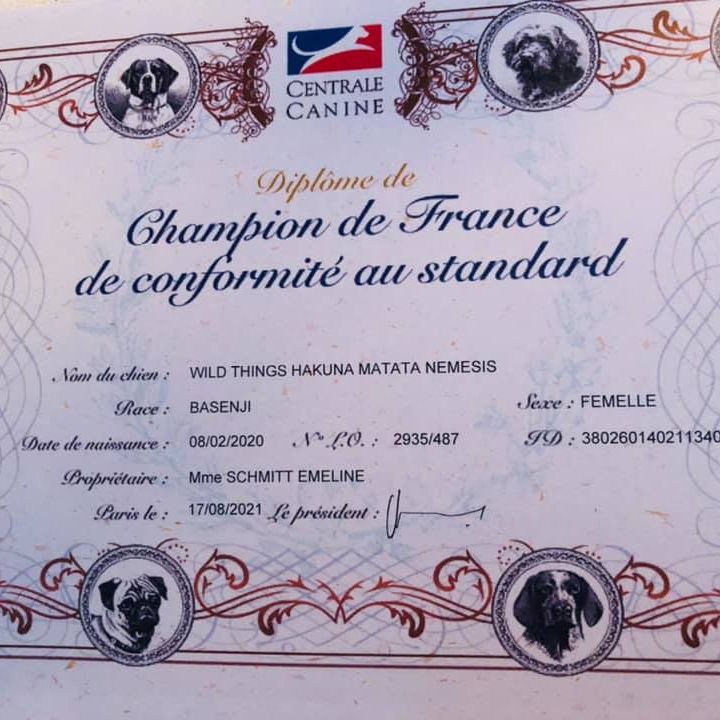 CENTRALE
CANINE
Diplôme de
Champion de France
de conformité au standard
Nom du chien : WILD THINGS HAKUNA MATATA NEMESIS
Race : BASENJI Sexe : FEMELLE
Date de naissance : 08/02/2020 N° L.O. : 2935/487 ID : 380260140211340
Propriétaire : Mme SCHMITT EMELINE
Paris le : 17/08/2021 Le président :